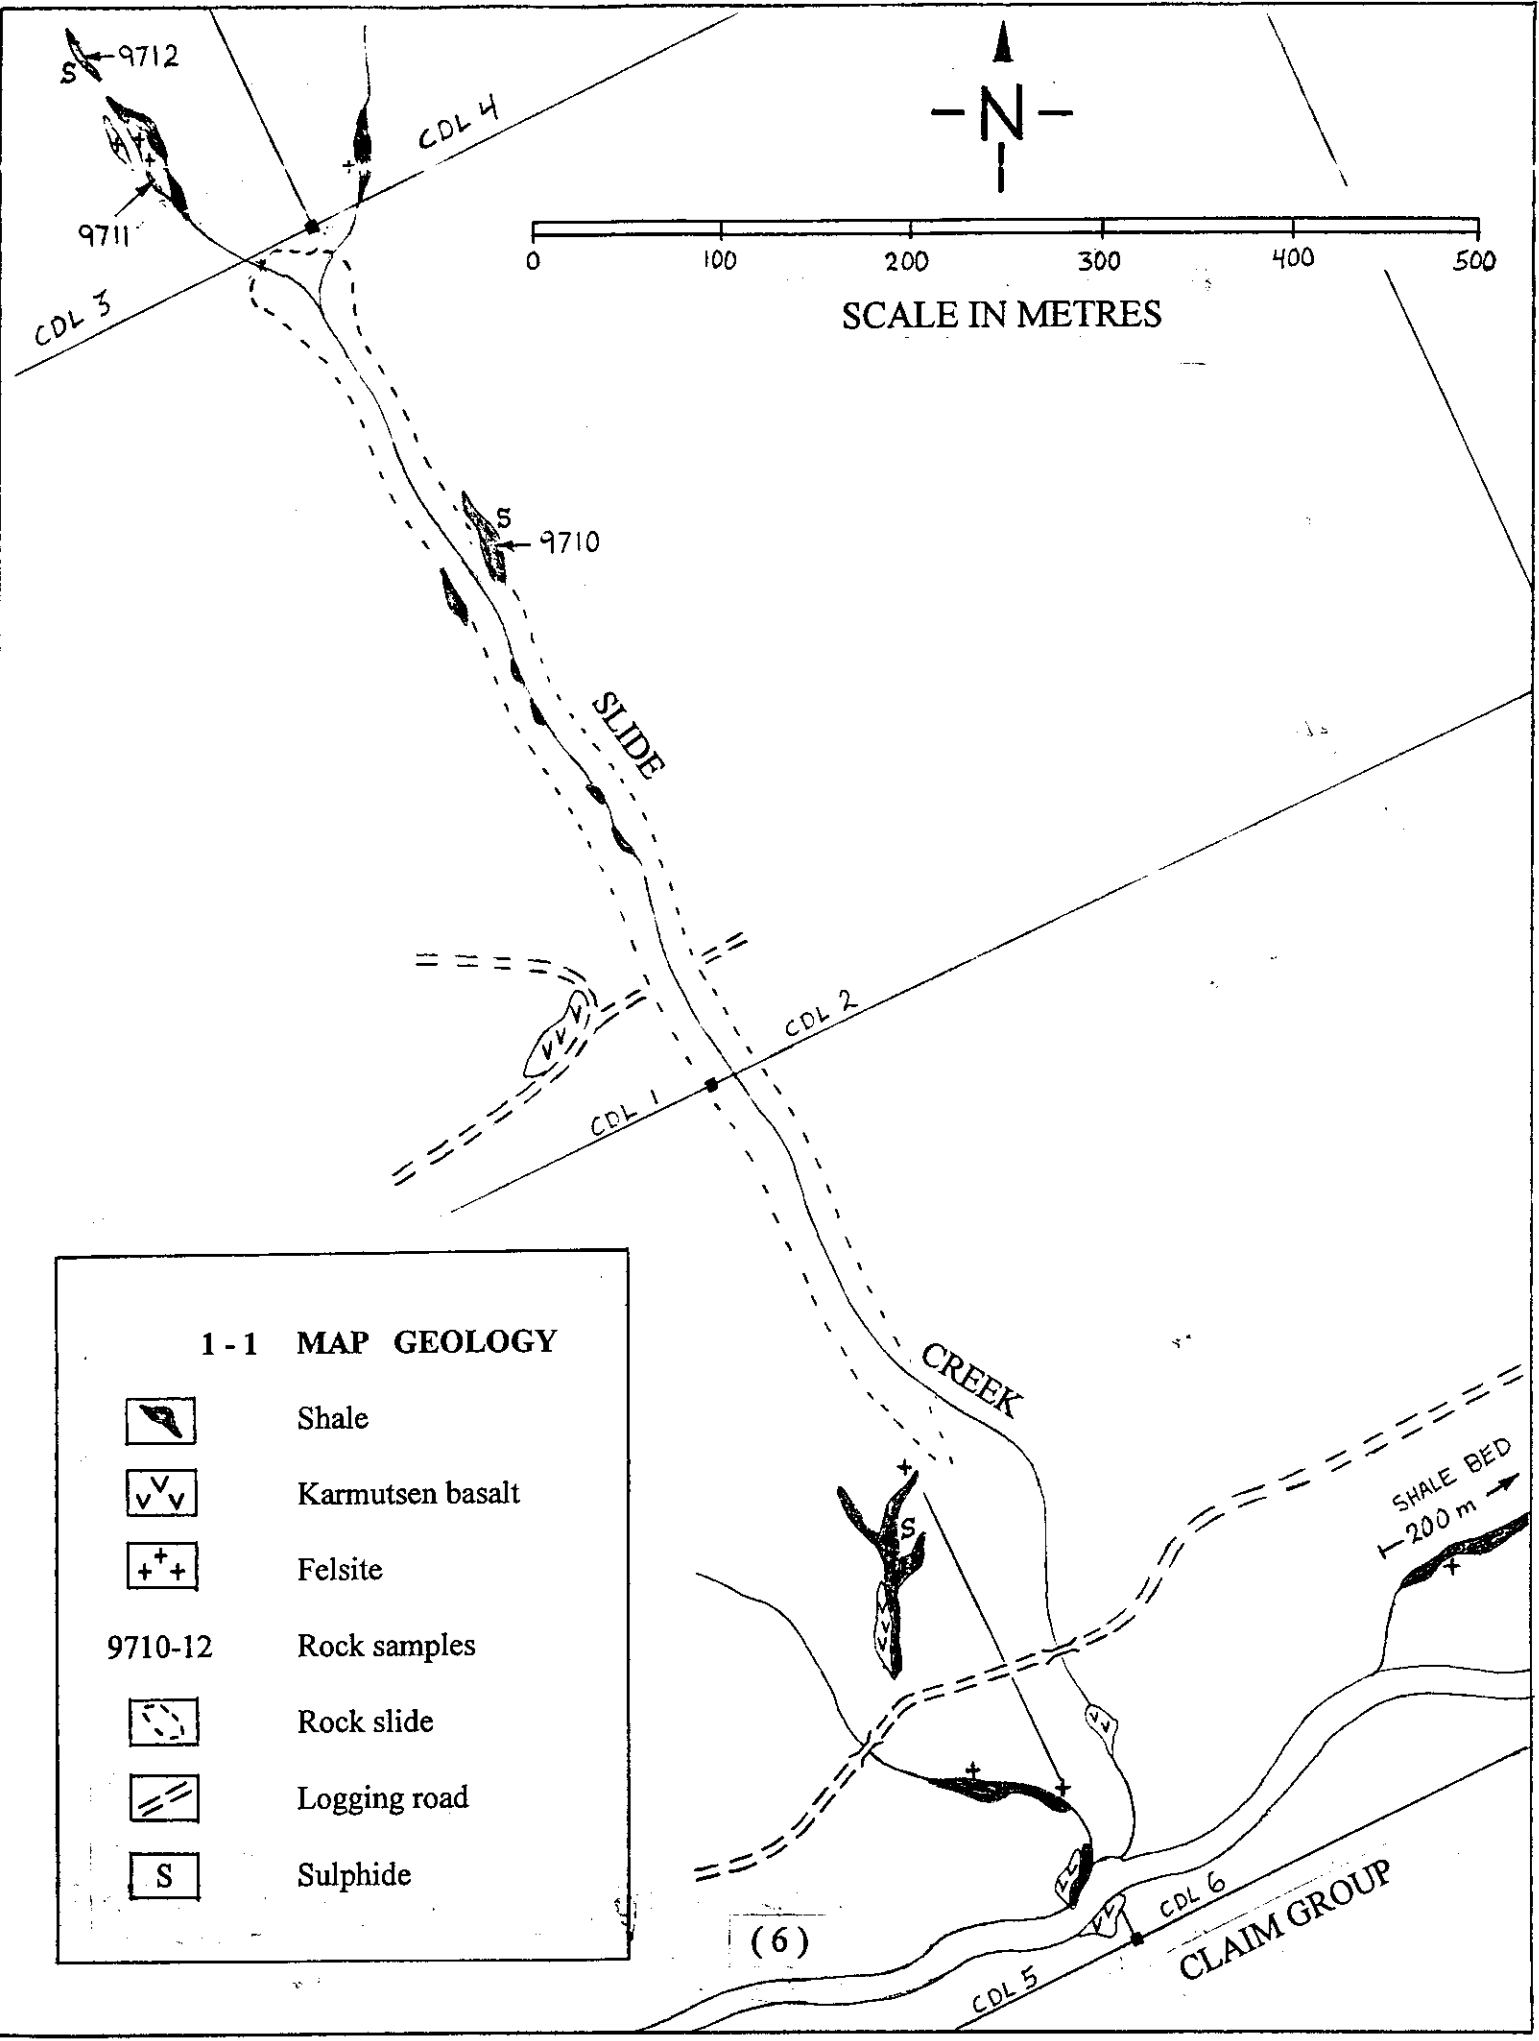 S 9712
CDL 4
- N -
9711
0 100 200 300 400 500
CDL 3
SCALE IN METRES
S
9710
SLIDE
CDL 2
CDL 1
CREEK
SHALE BED
200 m
S
1 - 1 MAP GEOLOGY
Shale
Karmutsen basalt
Felsite
9710-12 Rock samples
Rock slide
Logging road
S Sulphide
(6)
CDL 6
CLAIM GROUP
CDL 5